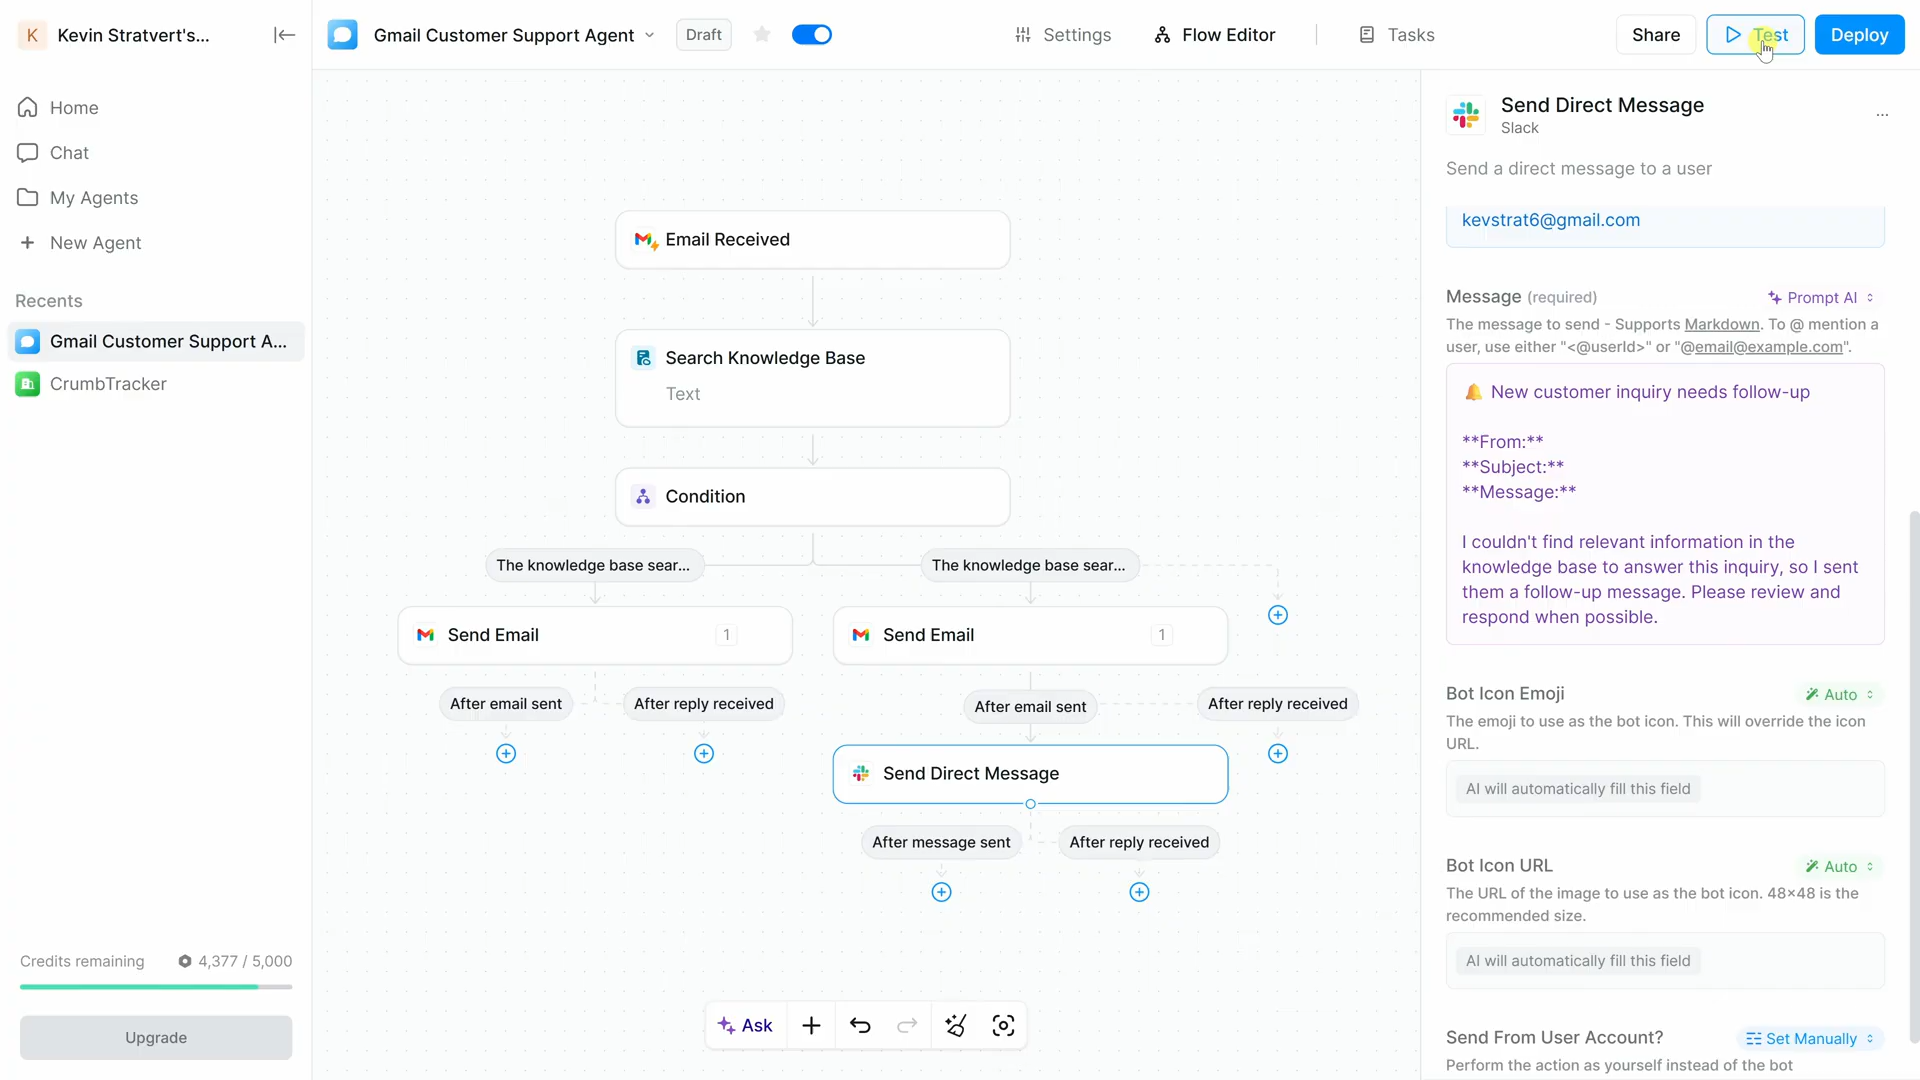 K Kevin Stratvert's...
Home
Chat
My Agents
New Agent
Recents
Gmail Customer Support A...
CrumbTracker
Credits remaining 4,377 / 5,000
Upgrade
Gmail Customer Support Agent Draft Settings Flow Editor Tasks Share Test Deploy
Email Received
Search Knowledge Base
Text
Condition
The knowledge base sear... The knowledge base sear...
Send Email 1 Send Email 1
After email sent After reply received After email sent After reply received
Send Direct Message
After message sent After reply received
Ask
Send Direct Message
Slack
Send a direct message to a user
kevstrat6@gmail.com
Message (required) Prompt AI
The message to send - Supports Markdown. To @ mention a
user, use either "<@userId>" or "@email@example.com".
🔔 New customer inquiry needs follow-up
**From:**
**Subject:**
**Message:**
I couldn't find relevant information in the
knowledge base to answer this inquiry, so I sent
them a follow-up message. Please review and
respond when possible.
Bot Icon Emoji Auto
The emoji to use as the bot icon. This will override the icon
URL.
AI will automatically fill this field
Bot Icon URL Auto
The URL of the image to use as the bot icon. 48×48 is the
recommended size.
AI will automatically fill this field
Send From User Account? Set Manually
Perform the action as yourself instead of the bot